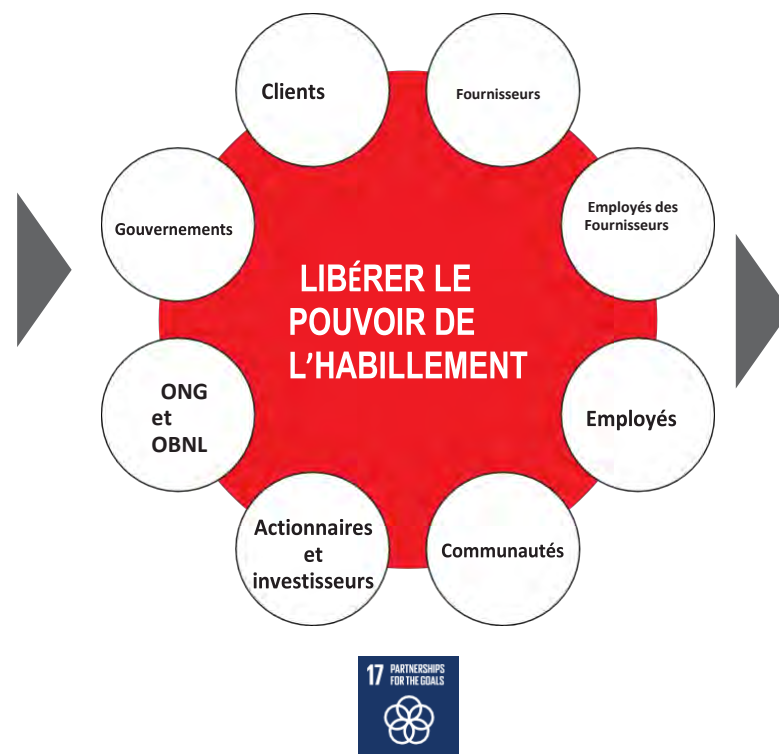 Clients
Fournisseurs
Gouvernements
Employés des
Fournisseurs
LIBÉRER LE
POUVOIR DE
L'HABILLEMENT
ONG
et
OBNL
Employés
Actionnaires
et
investisseurs
Communautés
17 PARTNERSHIPS
FOR THE GOALS